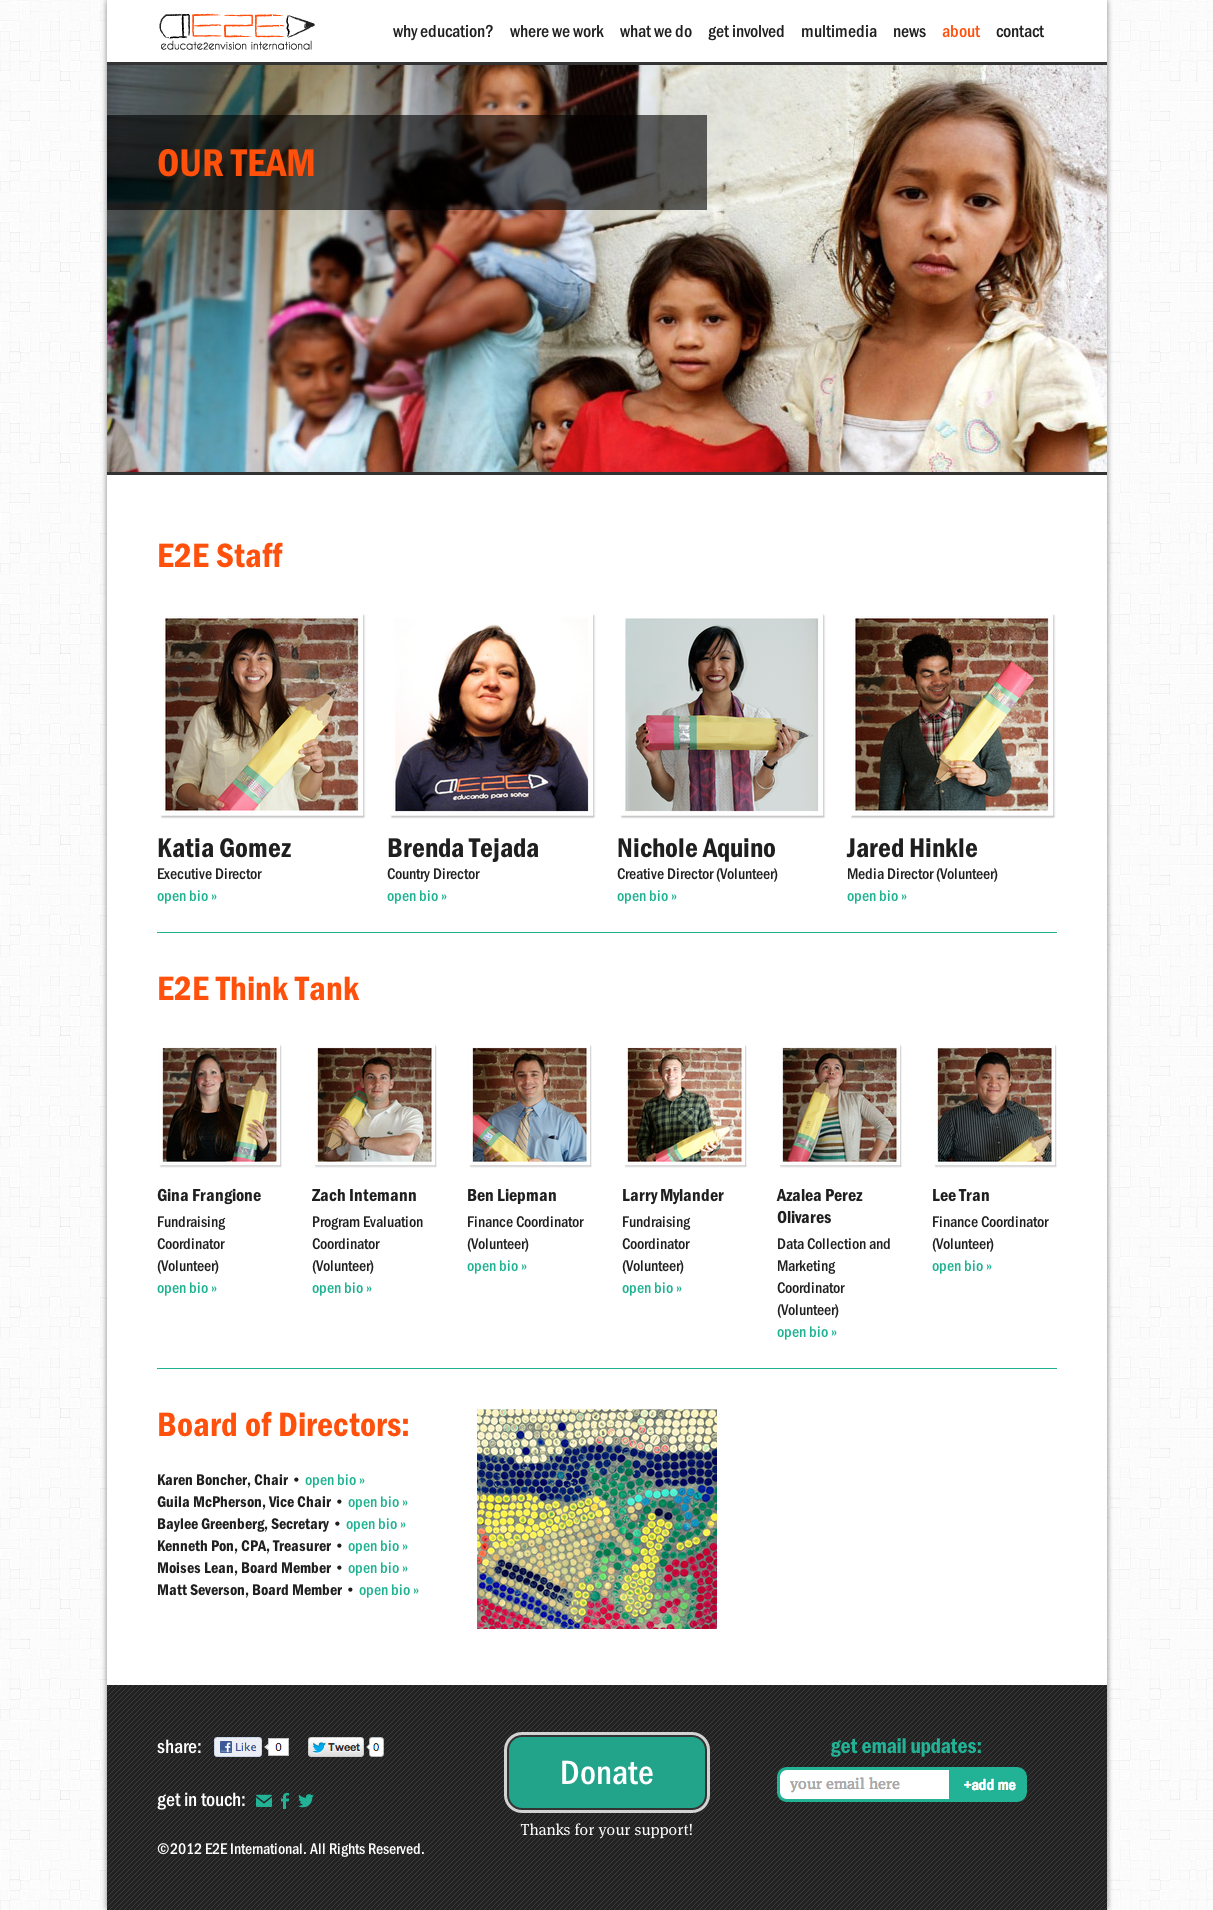 E2E
educate2envision international
why education? where we work what we do get involved multimedia news about contact
OUR TEAM
E2E Staff
E2E
educando para soñar
Katia Gomez
Executive Director
open bio »
Brenda Tejada
Country Director
open bio »
Nichole Aquino
Creative Director (Volunteer)
open bio »
Jared Hinkle
Media Director (Volunteer)
open bio »
E2E Think Tank
Gina Frangione
Fundraising
Coordinator
(Volunteer)
open bio »
Zach Intemann
Program Evaluation
Coordinator
(Volunteer)
open bio »
Ben Liepman
Finance Coordinator
(Volunteer)
open bio »
Larry Mylander
Fundraising
Coordinator
(Volunteer)
open bio »
Azalea Perez
Olivares
Data Collection and
Marketing
Coordinator
(Volunteer)
open bio »
Lee Tran
Finance Coordinator
(Volunteer)
open bio »
Board of Directors:
Karen Boncher, Chair • open bio »
Guila McPherson, Vice Chair • open bio »
Baylee Greenberg, Secretary • open bio »
Kenneth Pon, CPA, Treasurer • open bio »
Moises Lean, Board Member • open bio »
Matt Severson, Board Member • open bio »
share: Like 0 Tweet 0
get in touch:
©2012 E2E International. All Rights Reserved.
Donate
Thanks for your support!
get email updates:
your email here +add me